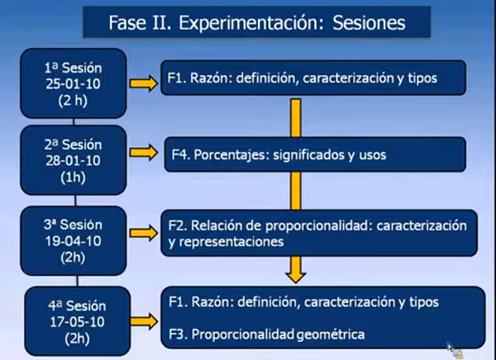 Fase II. Experimentación: Sesiones
1ª Sesión
25-01-10
(2 h)
F1. Razón: definición, caracterización y tipos
2ª Sesión
28-01-10
(1h)
F4. Porcentajes: significados y usos
3ª Sesión
19-04-10
(2h)
F2. Relación de proporcionalidad: caracterización
y representaciones
4ª Sesión
17-05-10
(2h)
F1. Razón: definición, caracterización y tipos
F3. Proporcionalidad geométrica